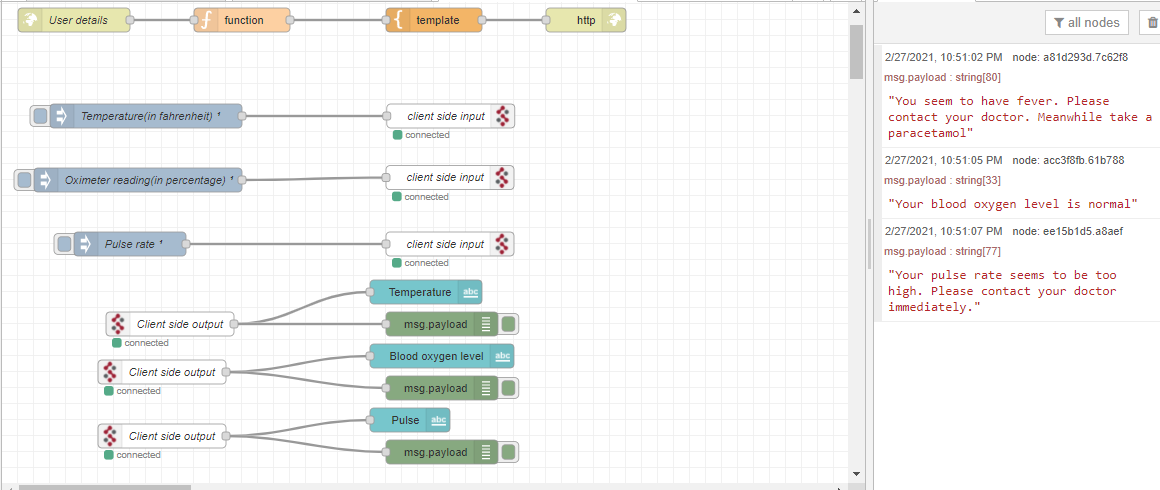 User details
function
template
http
Temperature(in fahrenheit) ¹
client side input
connected
Oximeter reading(in percentage) ¹
client side input
connected
Pulse rate ¹
client side input
connected
Temperature
abc
Client side output
connected
msg.payload
Blood oxygen level
abc
Client side output
connected
msg.payload
Pulse
abc
Client side output
connected
msg.payload
all nodes
2/27/2021, 10:51:02 PM node: a81d293d.7c62f8
msg.payload : string[80]
"You seem to have fever. Please
contact your doctor. Meanwhile take a
paracetamol"
2/27/2021, 10:51:05 PM node: acc3f8fb.61b788
msg.payload : string[33]
"Your blood oxygen level is normal"
2/27/2021, 10:51:07 PM node: ee15b1d5.a8aef
msg.payload : string[77]
"Your pulse rate seems to be too
high. Please contact your doctor
immediately."